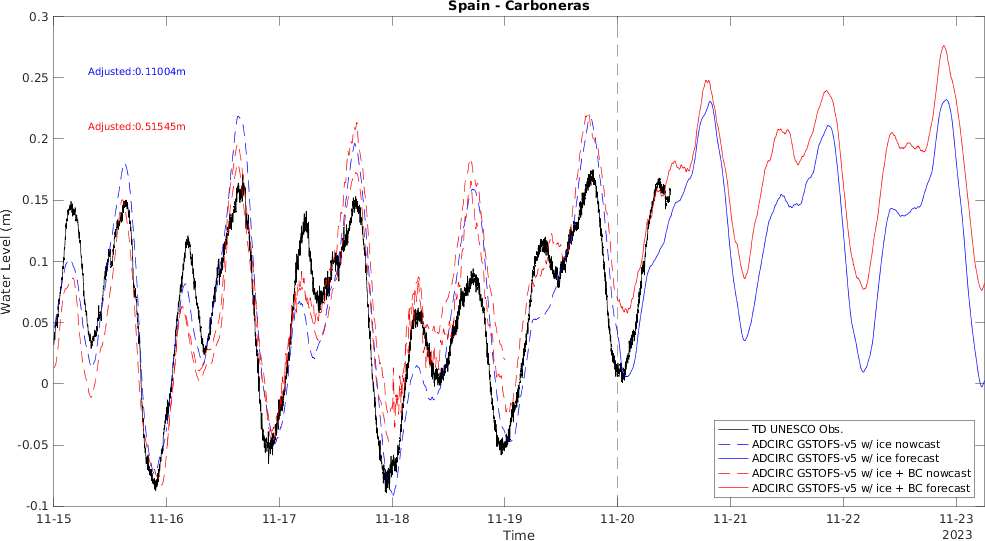 Spain - Carboneras
0.3
0.25
0.2
0.15
0.1
0.05
0
-0.05
-0.1
Water Level (m)
Adjusted:0.11004m
Adjusted:0.51545m
TD UNESCO Obs.
ADCIRC GSTOFS-v5 w/ ice nowcast
ADCIRC GSTOFS-v5 w/ ice forecast
ADCIRC GSTOFS-v5 w/ ice + BC nowcast
ADCIRC GSTOFS-v5 w/ ice + BC forecast
11-15 11-16 11-17 11-18 11-19 11-20 11-21 11-22 11-23
Time
2023